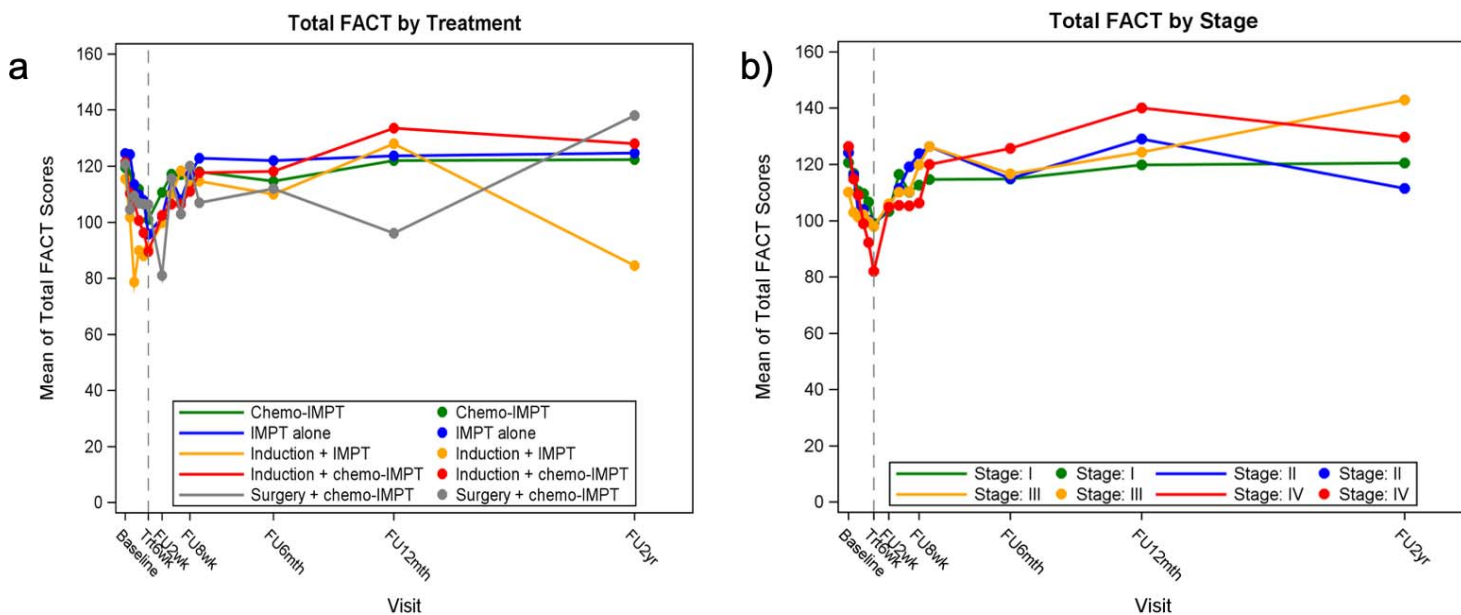 a
Total FACT by Treatment
Mean of Total FACT Scores
160
140
120
100
80
60
40
20
0
Chemo-IMPT
Chemo-IMPT
IMPT alone
IMPT alone
Induction + IMPT
Induction + IMPT
Induction + chemo-IMPT
Induction + chemo-IMPT
Surgery + chemo-IMPT
Surgery + chemo-IMPT
Baseline
Trt6wk
FU2wk
FU8wk
FU6mth
FU12mth
FU2yr
Visit
b)
Total FACT by Stage
Mean of Total FACT Scores
160
140
120
100
80
60
40
20
0
Stage: I
Stage: I
Stage: II
Stage: II
Stage: III
Stage: III
Stage: IV
Stage: IV
Baseline
Trt6wk
FU2wk
FU8wk
FU6mth
FU12mth
FU2yr
Visit